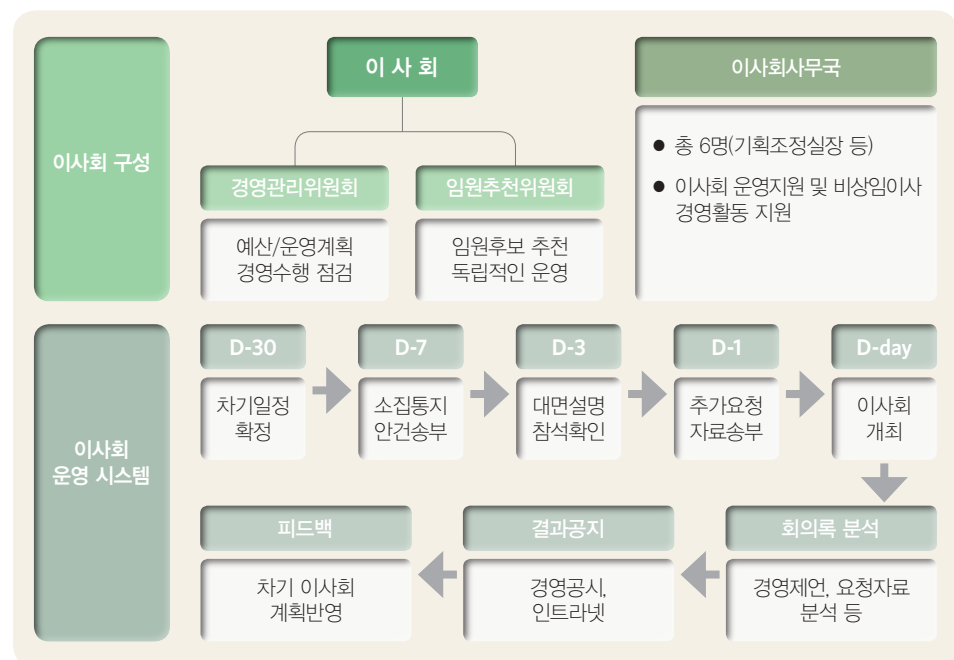 이사회 구성
이 사 회
경영관리위원회
예산/운영계획
경영수행 점검
임원추천위원회
임원후보 추천
독립적인 운영
이사회사무국
● 총 6명(기획조정실장 등)
● 이사회 운영지원 및 비상임이사
경영활동 지원
이사회
운영 시스템
D-30
차기일정
확정
D-7
소집통지
안건송부
D-3
대면설명
참석확인
D-1
추가요청
자료송부
D-day
이사회
개최
회의록 분석
경영제언, 요청자료
분석 등
결과공지
경영공시,
인트라넷
피드백
차기 이사회
계획반영